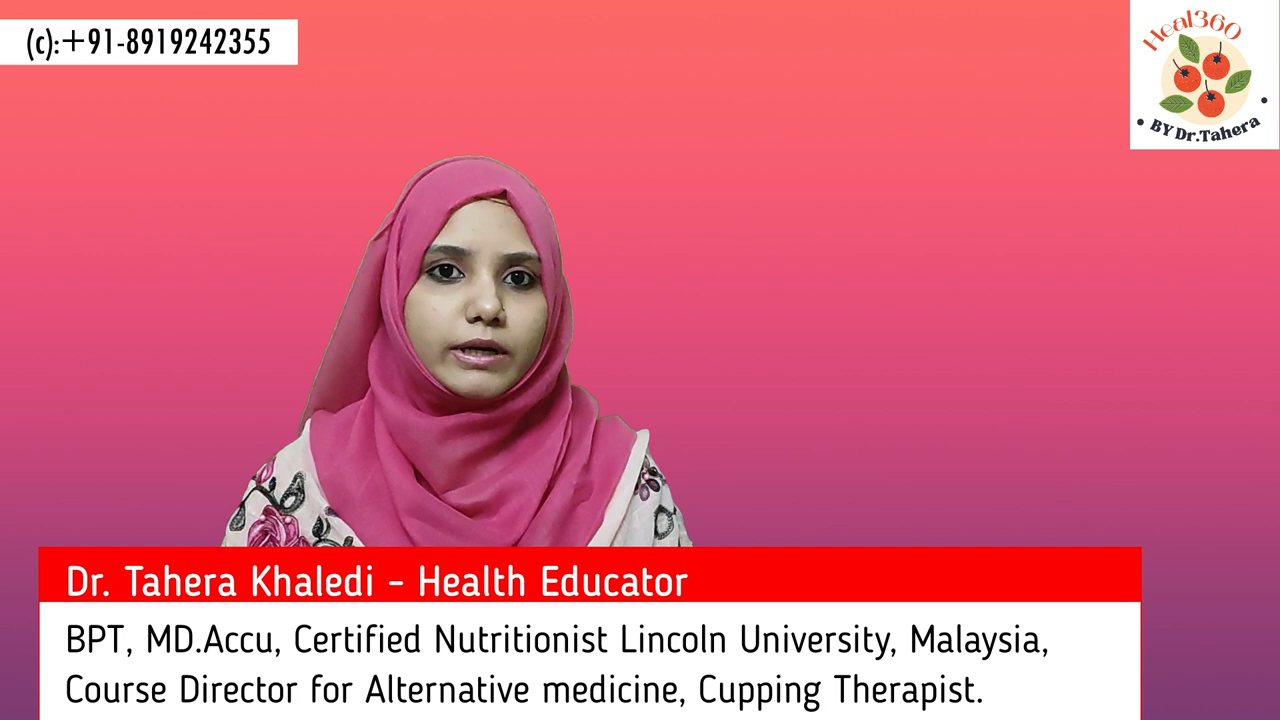 (c):+91-8919242355
Heal360
BY Dr.Tahera
Dr. Tahera Khaledi - Health Educator
BPT, MD.Accu, Certified Nutritionist Lincoln University, Malaysia,
Course Director for Alternative medicine, Cupping Therapist.